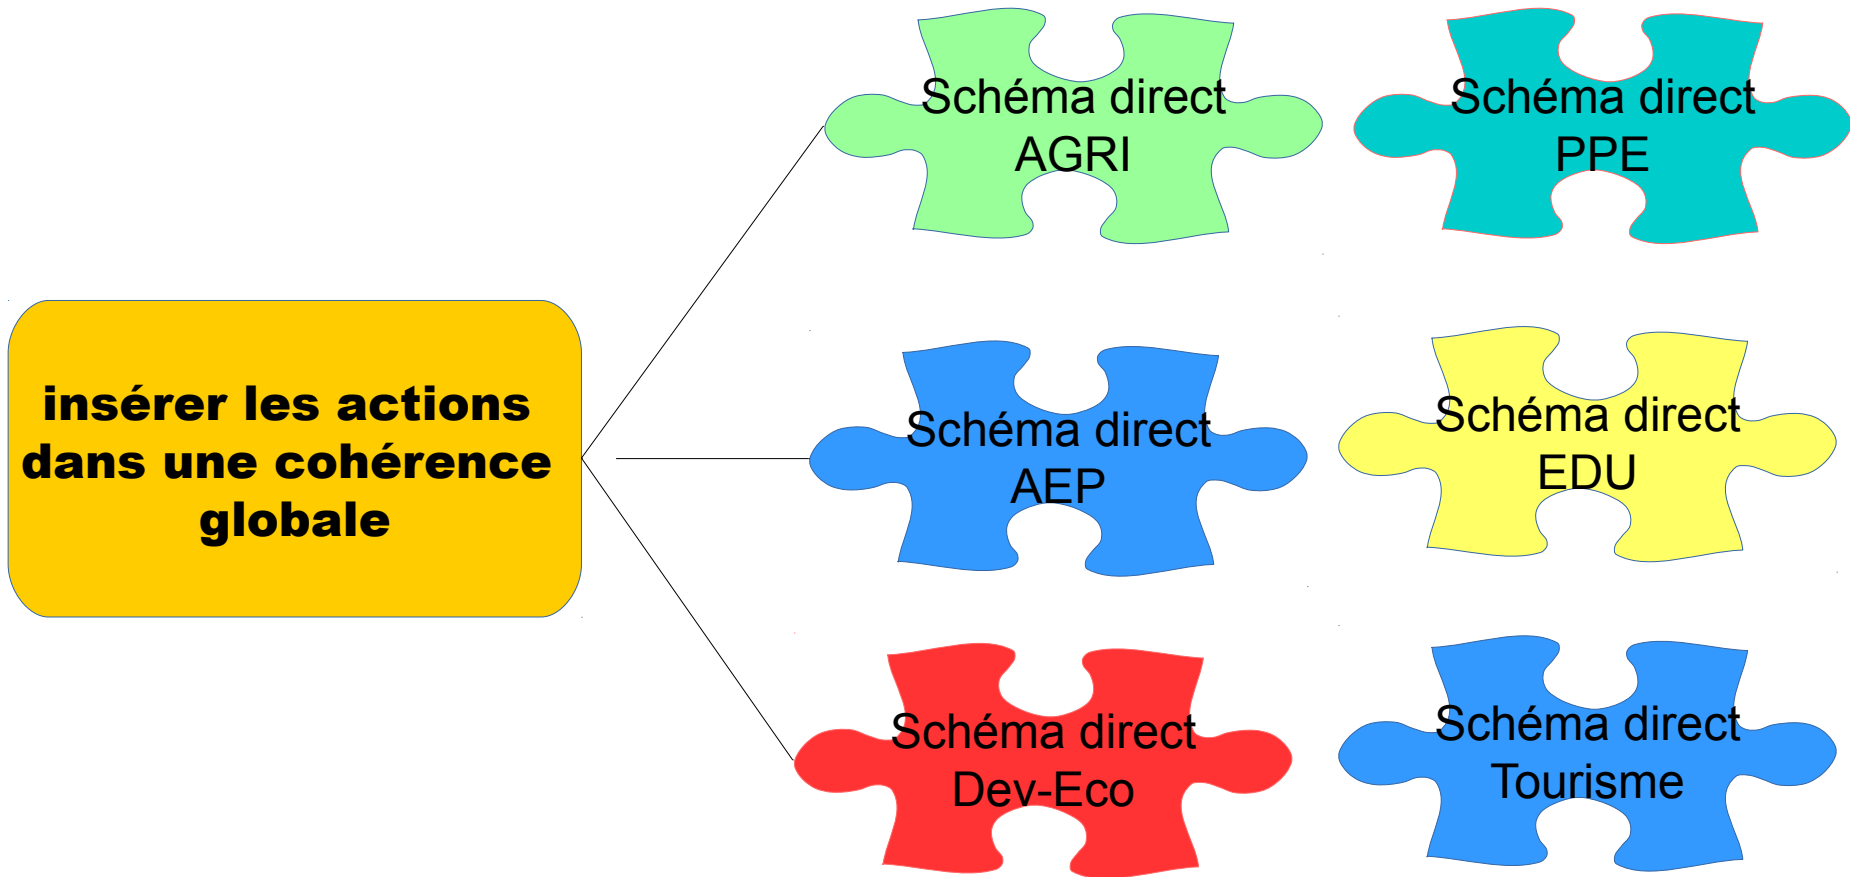 insérer les actions
dans une cohérence
globale
Schéma direct
AGRI
Schéma direct
PPE
Schéma direct
AEP
Schéma direct
EDU
Schéma direct
Dev-Eco
Schéma direct
Tourisme